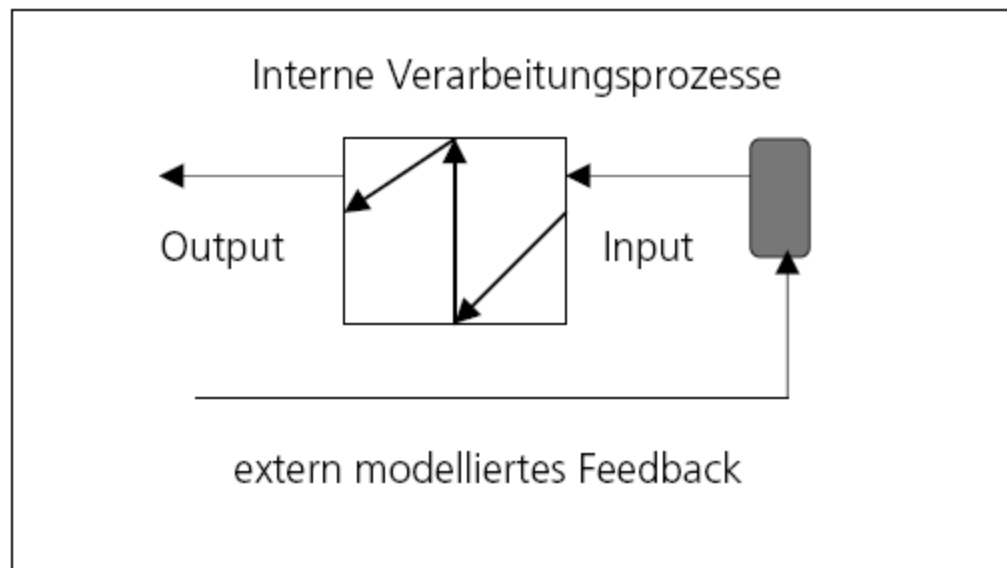 Interne Verarbeitungsprozesse
Output
Input
extern modelliertes Feedback